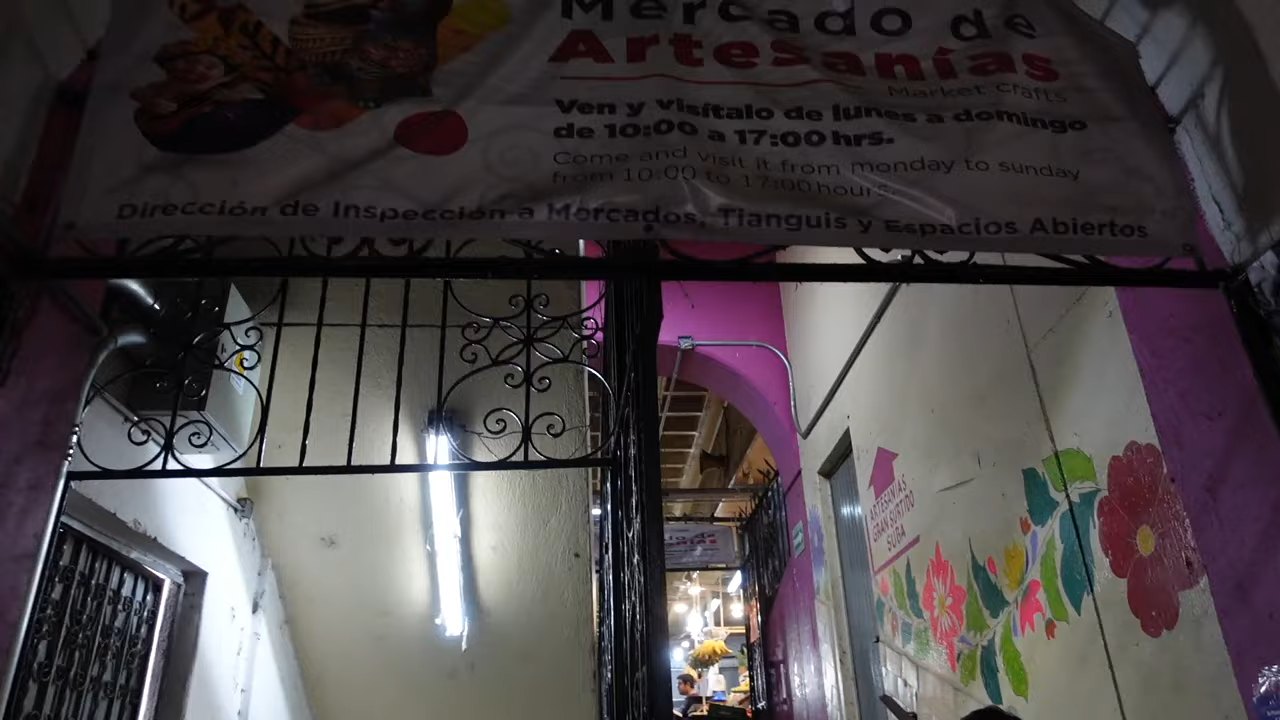 Mercado de
Artesanías
Market crafts
Ven y visítalo de lunes a domingo
de 10:00 a 17:00 hrs.
Come and visit it from monday to sunday
from 10:00 to 17:00 hours.
Dirección de Inspección a Mercados, Tianguis y Espacios Abiertos
ARTESANIAS
GRAN SURTIDO
SUBA